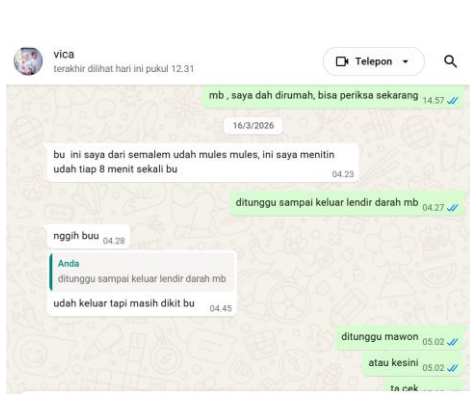 vica
terakhir dilihat hari ini pukul 12.31
Telepon
mb , saya dah dirumah, bisa periksa sekarang 14.57
16/3/2026
bu  ini saya dari semalem udah mules mules, ini saya menitin
udah tiap 8 menit sekali bu
04.23
ditunggu sampai keluar lendir darah mb 04.27
nggih buu 04.28
Anda
ditunggu sampai keluar lendir darah mb
udah keluar tapi masih dikit bu 04.45
ditunggu mawon 05.02
atau kesini 05.02
ta cek